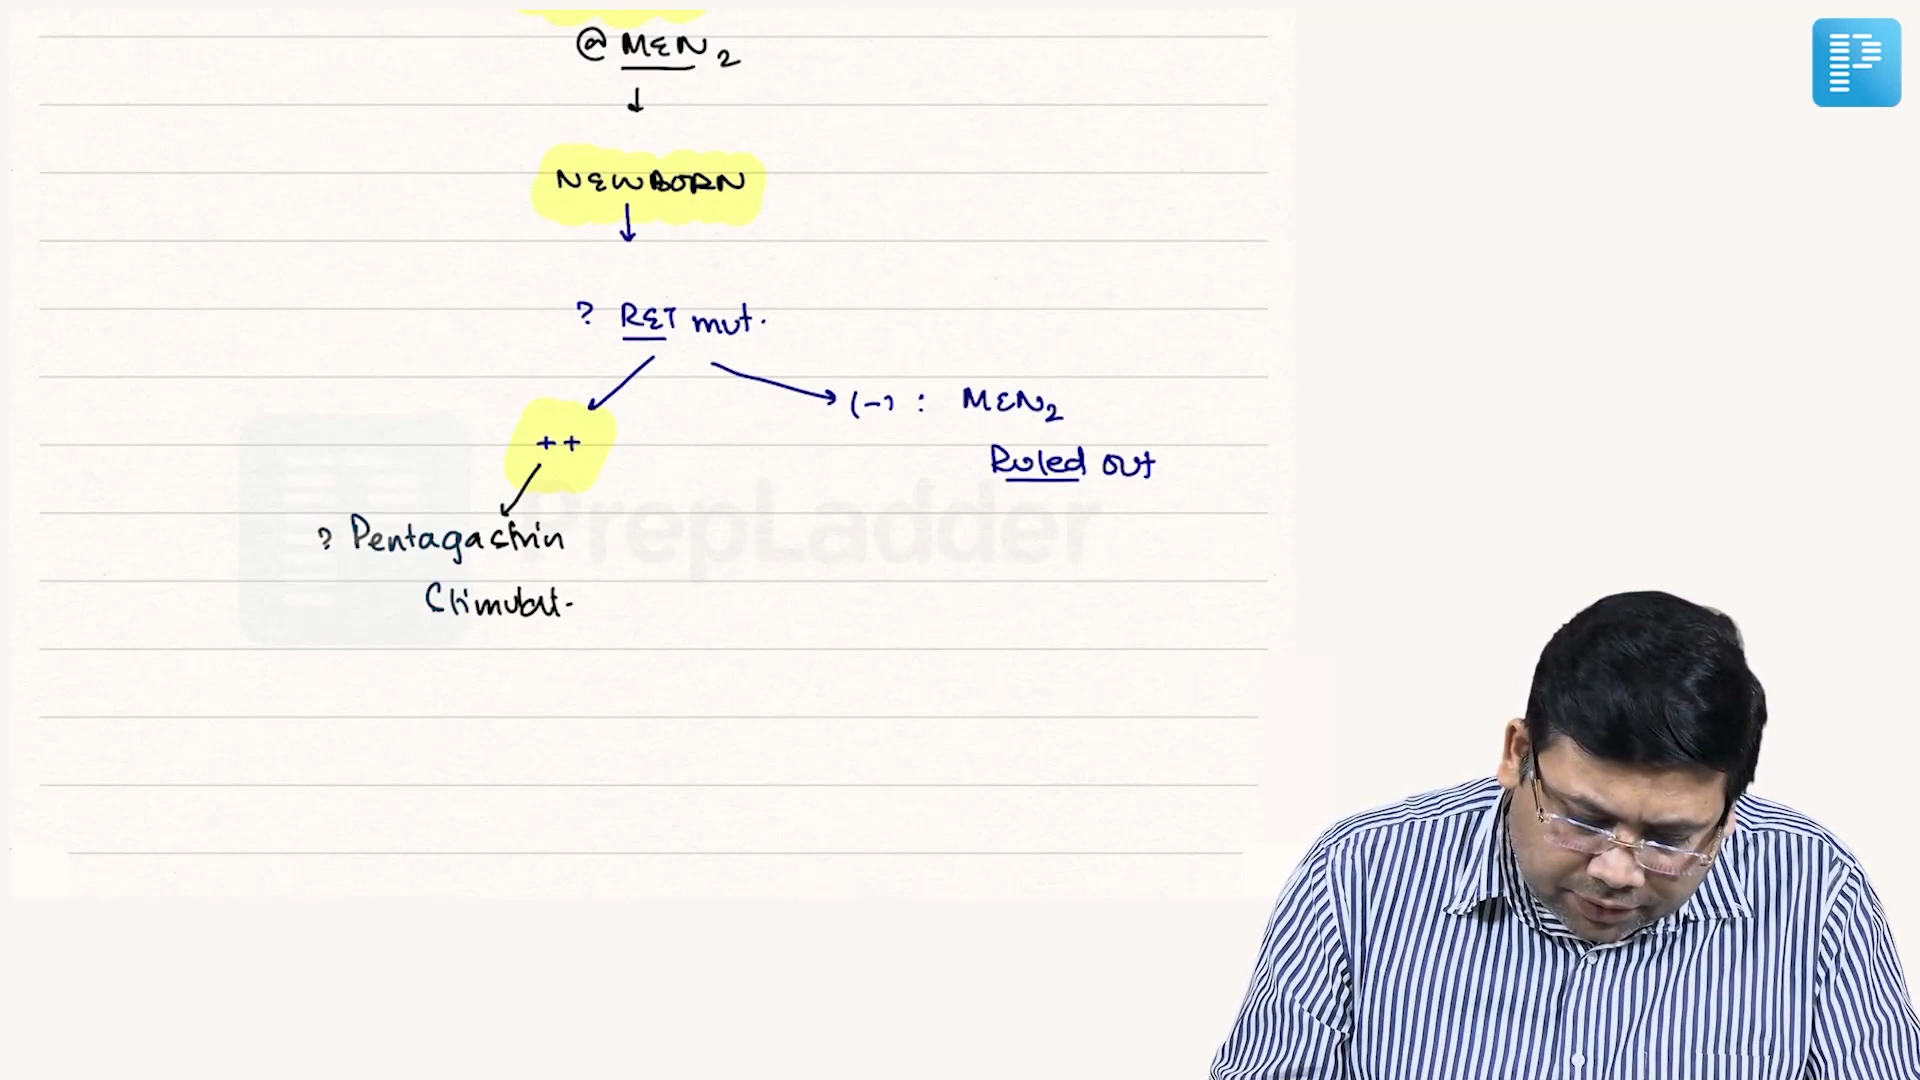 @ MEN2
NEWBORN
? RET mut.
(-) : MEN2
Ruled out
++
? Pentagastrin
Stimulat.
PrepLadder